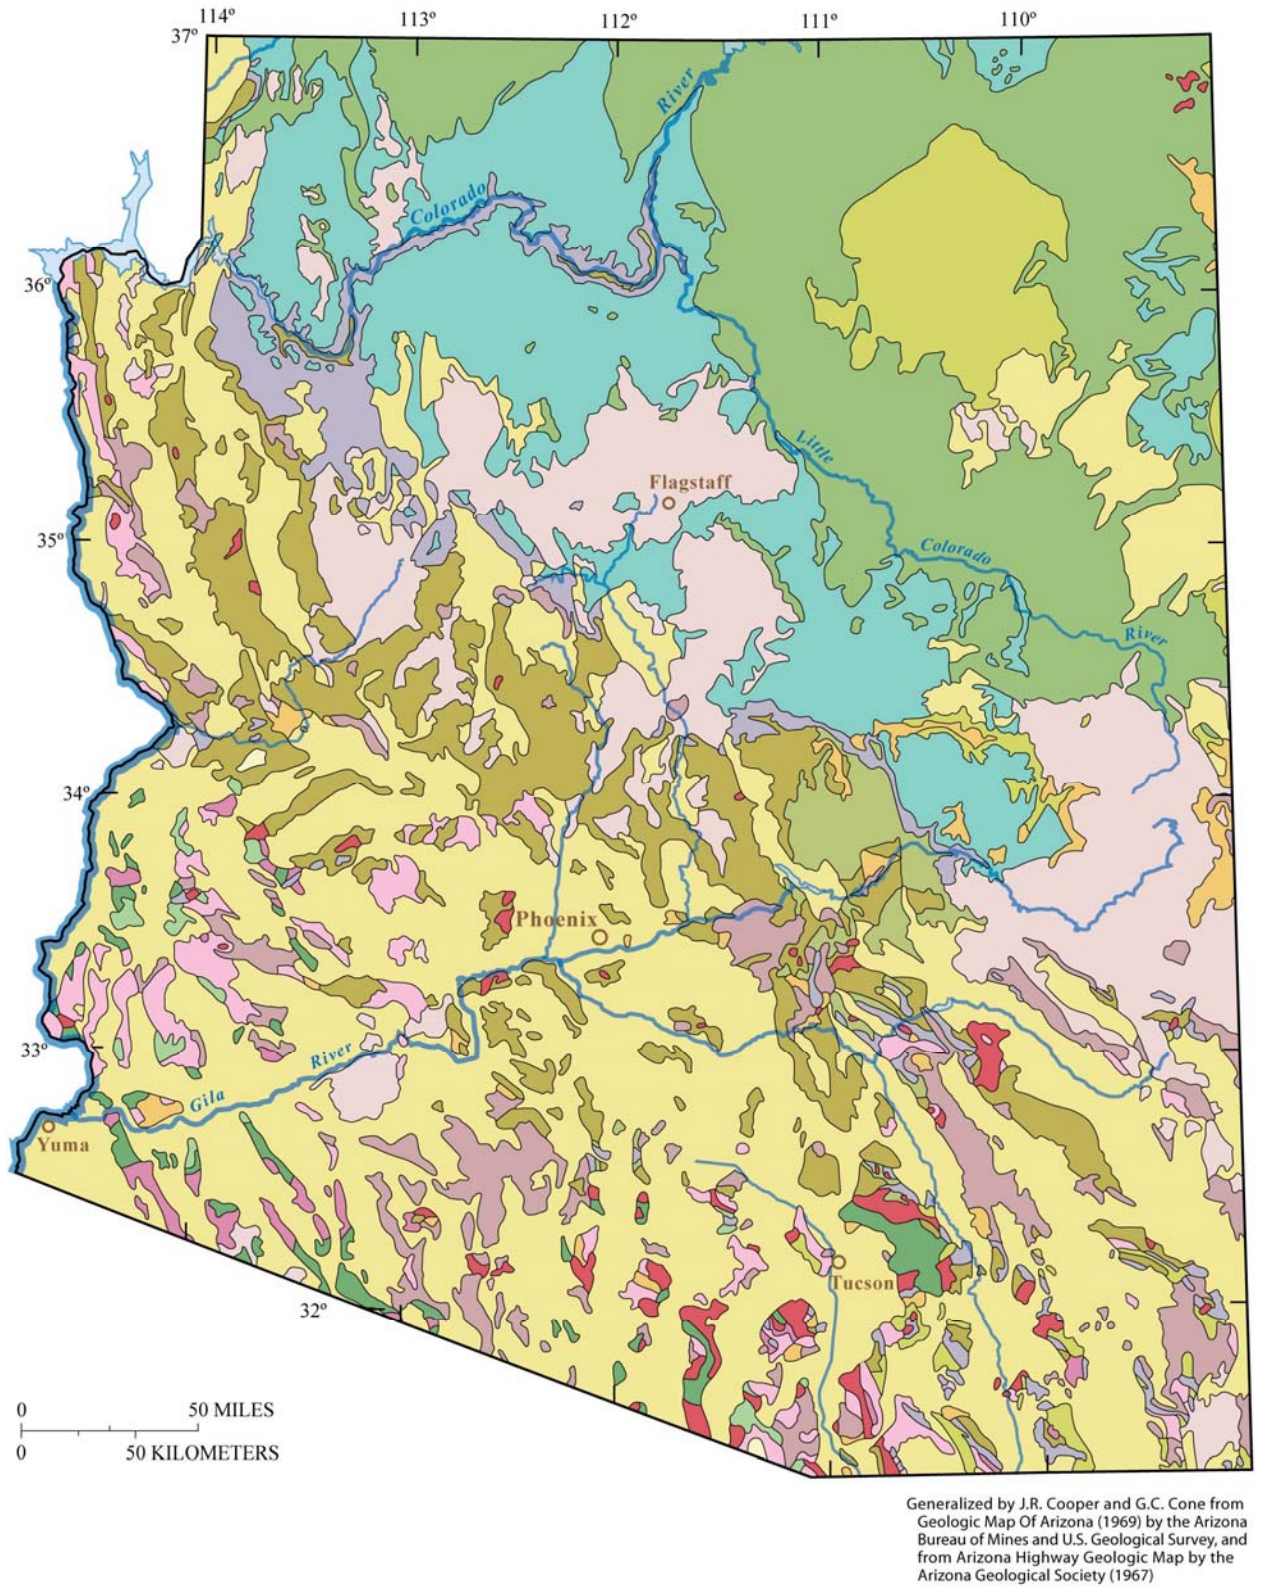 114º 113º 112º 111º 110º
37º
River
Colorado
36º
Little
Flagstaff
35º
Colorado
River
34º
Phoenix
33º
River
Gila
Yuma
Tucson
32º
0 50 MILES
0 50 KILOMETERS
Generalized by J.R. Cooper and G.C. Cone from
Geologic Map Of Arizona (1969) by the Arizona
Bureau of Mines and U.S. Geological Survey, and
from Arizona Highway Geologic Map by the
Arizona Geological Society (1967)